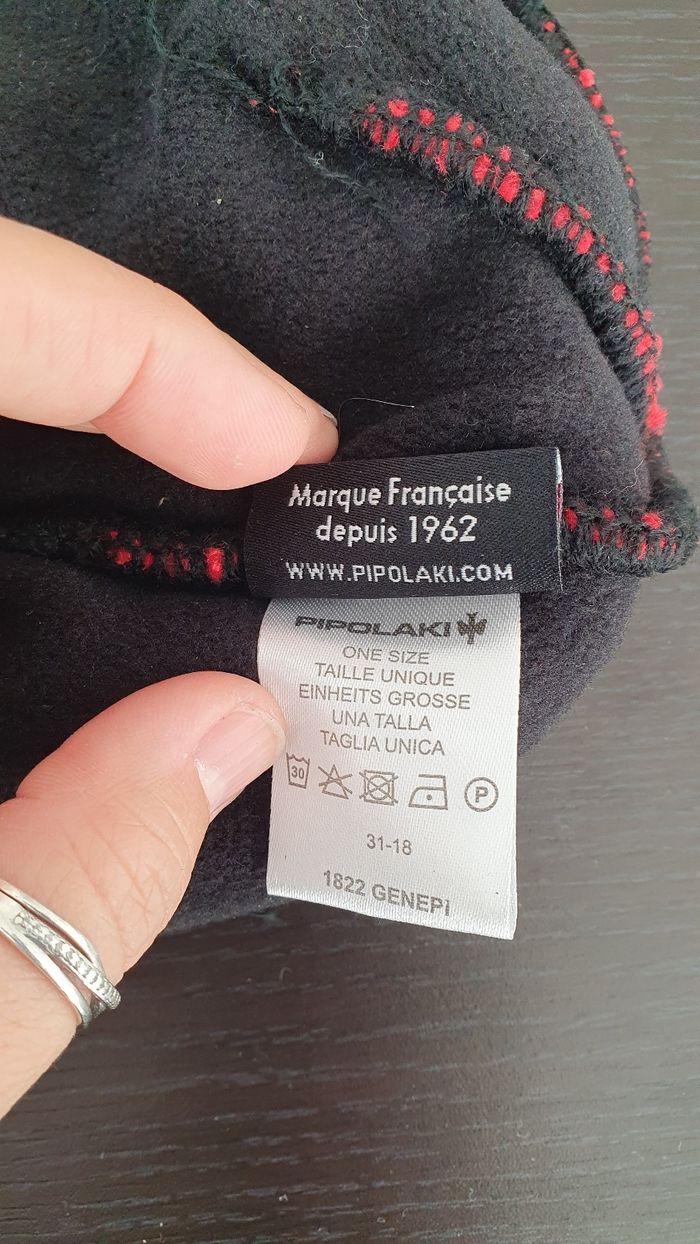 Marque Française
depuis 1962
WWW.PIPOLAKI.COM
PIPOLAKI
ONE SIZE
TAILLE UNIQUE
EINHEITS GROSSE
UNA TALLA
TAGLIA UNICA
30 P
31-18
1822 GENEPI